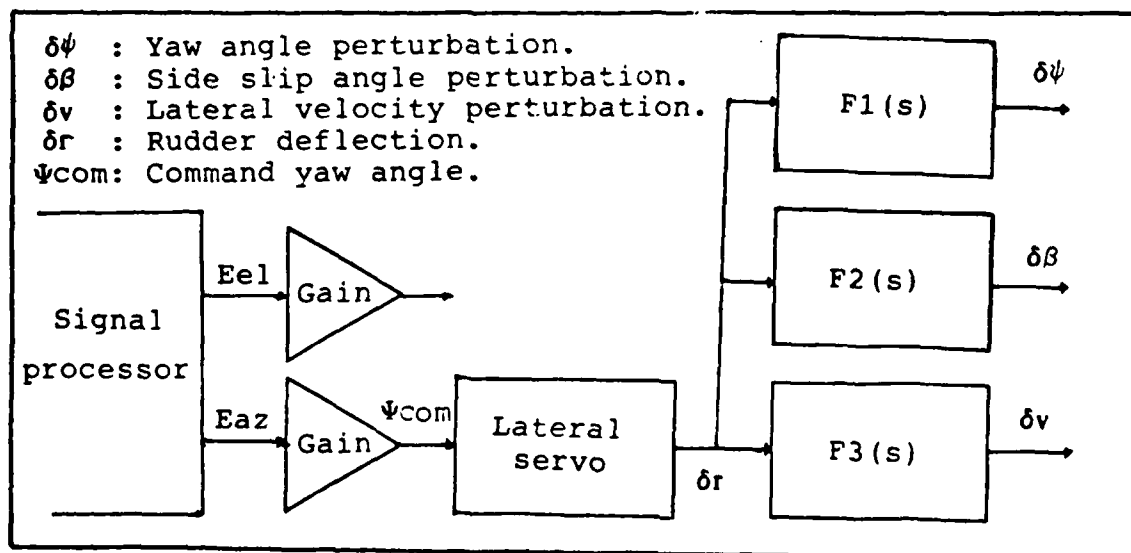 δψ : Yaw angle perturbation.
δβ : Side slip angle perturbation.
δv : Lateral velocity perturbation.
δr : Rudder deflection.
Ψcom: Command yaw angle.
F1(s)
δψ
F2(s)
δβ
F3(s)
δv
Signal
processor
Eel
Gain
Eaz
Gain
Ψcom
Lateral
servo
δr